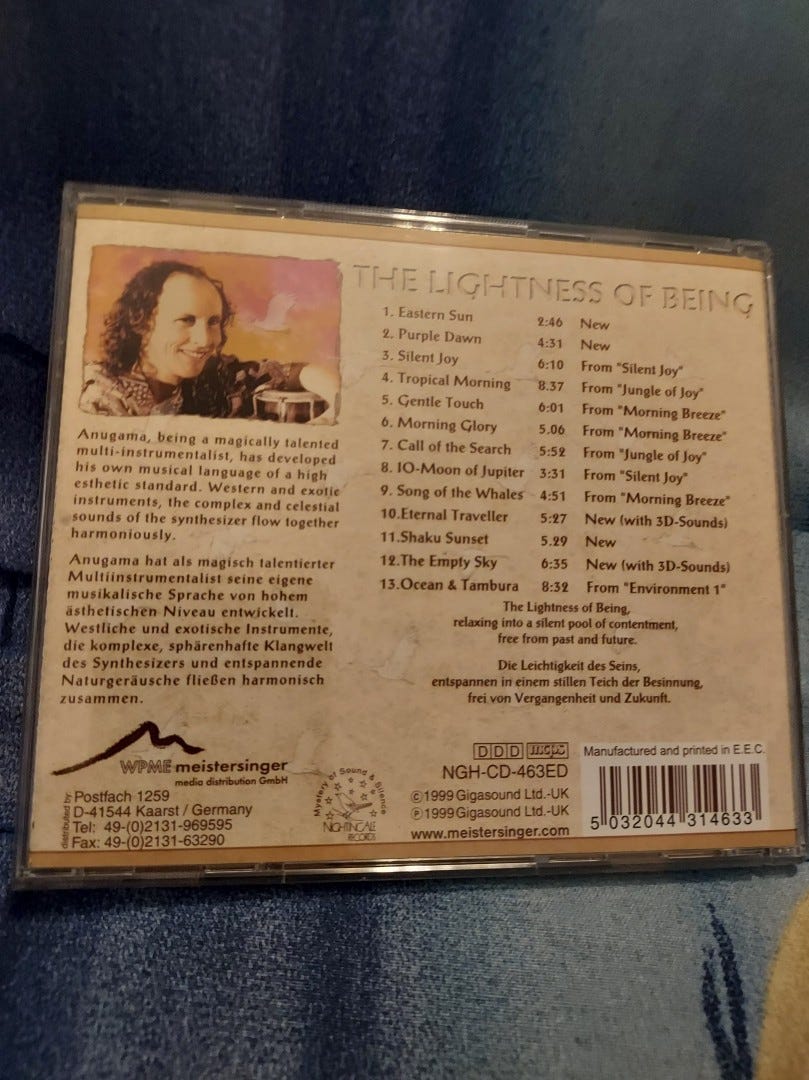 THE LIGHTNESS OF BEING
1. Eastern Sun 2:46 New
2. Purple Dawn 4:31 New
3. Silent Joy 6:10 From "Silent Joy"
4. Tropical Morning 8.37 From "Jungle of Joy"
5. Gentle Touch 6:01 From "Morning Breeze"
6. Morning Glory 5.06 From "Morning Breeze"
7. Call of the Search 5:52 From "Jungle of Joy"
8. IO-Moon of Jupiter 3:31 From "Silent Joy"
9. Song of the Whales 4:51 From "Morning Breeze"
10.Eternal Traveller 5:27 New (with 3D-Sounds)
11.Shaku Sunset 5.29 New
12.The Empty Sky 6:35 New (with 3D-Sounds)
13.Ocean & Tambura 8:32 From "Environment 1"
The Lightness of Being,
relaxing into a silent pool of contentment,
free from past and future.
Die Leichtigkeit des Seins,
entspannen in einem stillen Teich der Besinnung,
frei von Vergangenheit und Zukunft.
Anugama, being a magically talented
multi-instrumentalist, has developed
his own musical language of a high
esthetic standard. Western and exotic
instruments, the complex and celestial
sounds of the synthesizer flow together
harmoniously.
Anugama hat als magisch talentierter
Multiinstrumentalist seine eigene
musikalische Sprache von hohem
ästhetischen Niveau entwickelt.
Westliche und exotische Instrumente,
die komplexe, sphärenhafte Klangwelt
des Synthesizers und entspannende
Naturgeräusche fließen harmonisch
zusammen.
WPME meistersinger
media distribution GmbH
distributed by:
Postfach 1259
D-41544 Kaarst / Germany
Tel: 49-(0)2131-969595
Fax: 49-(0)2131-63290
Mystery of Sound & Silence
NIGHTINGALE
RECORDS
DDD mcps
NGH-CD-463ED
©1999 Gigasound Ltd.-UK
℗1999 Gigasound Ltd.-UK
www.meistersinger.com
Manufactured and printed in E.E.C.
5 032044 314633